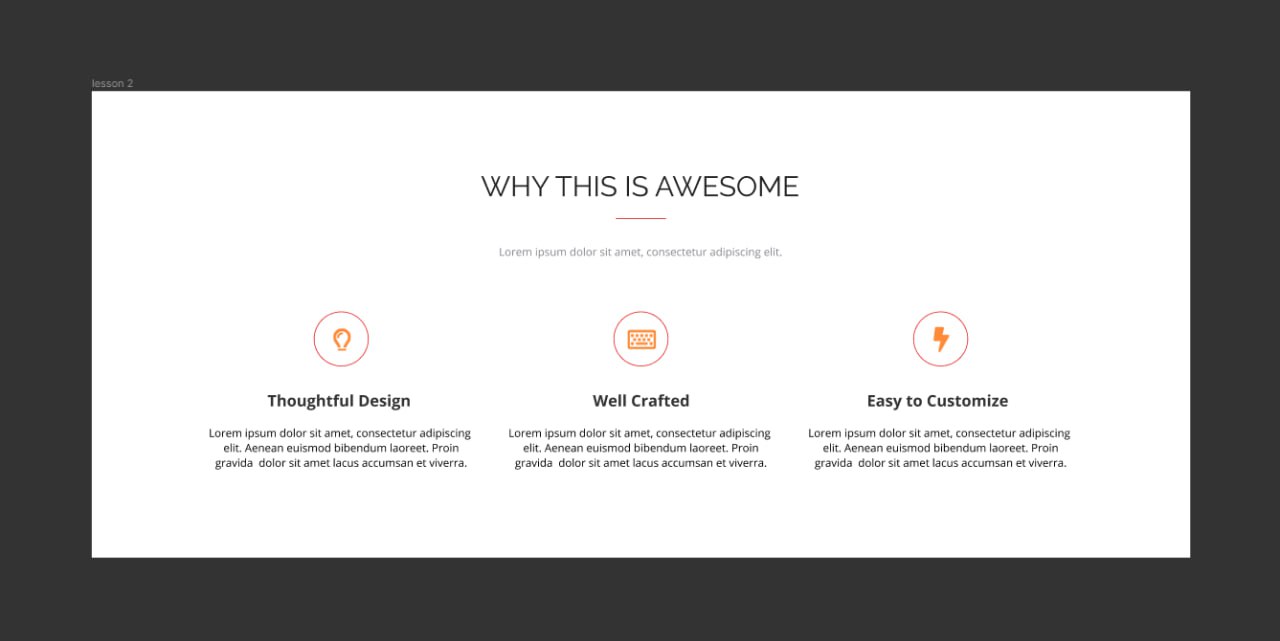 lesson 2
WHY THIS IS AWESOME
Lorem ipsum dolor sit amet, consectetur adipiscing elit.
Thoughtful Design
Lorem ipsum dolor sit amet, consectetur adipiscing
elit. Aenean euismod bibendum laoreet. Proin
gravida  dolor sit amet lacus accumsan et viverra.
Well Crafted
Lorem ipsum dolor sit amet, consectetur adipiscing
elit. Aenean euismod bibendum laoreet. Proin
gravida  dolor sit amet lacus accumsan et viverra.
Easy to Customize
Lorem ipsum dolor sit amet, consectetur adipiscing
elit. Aenean euismod bibendum laoreet. Proin
gravida  dolor sit amet lacus accumsan et viverra.